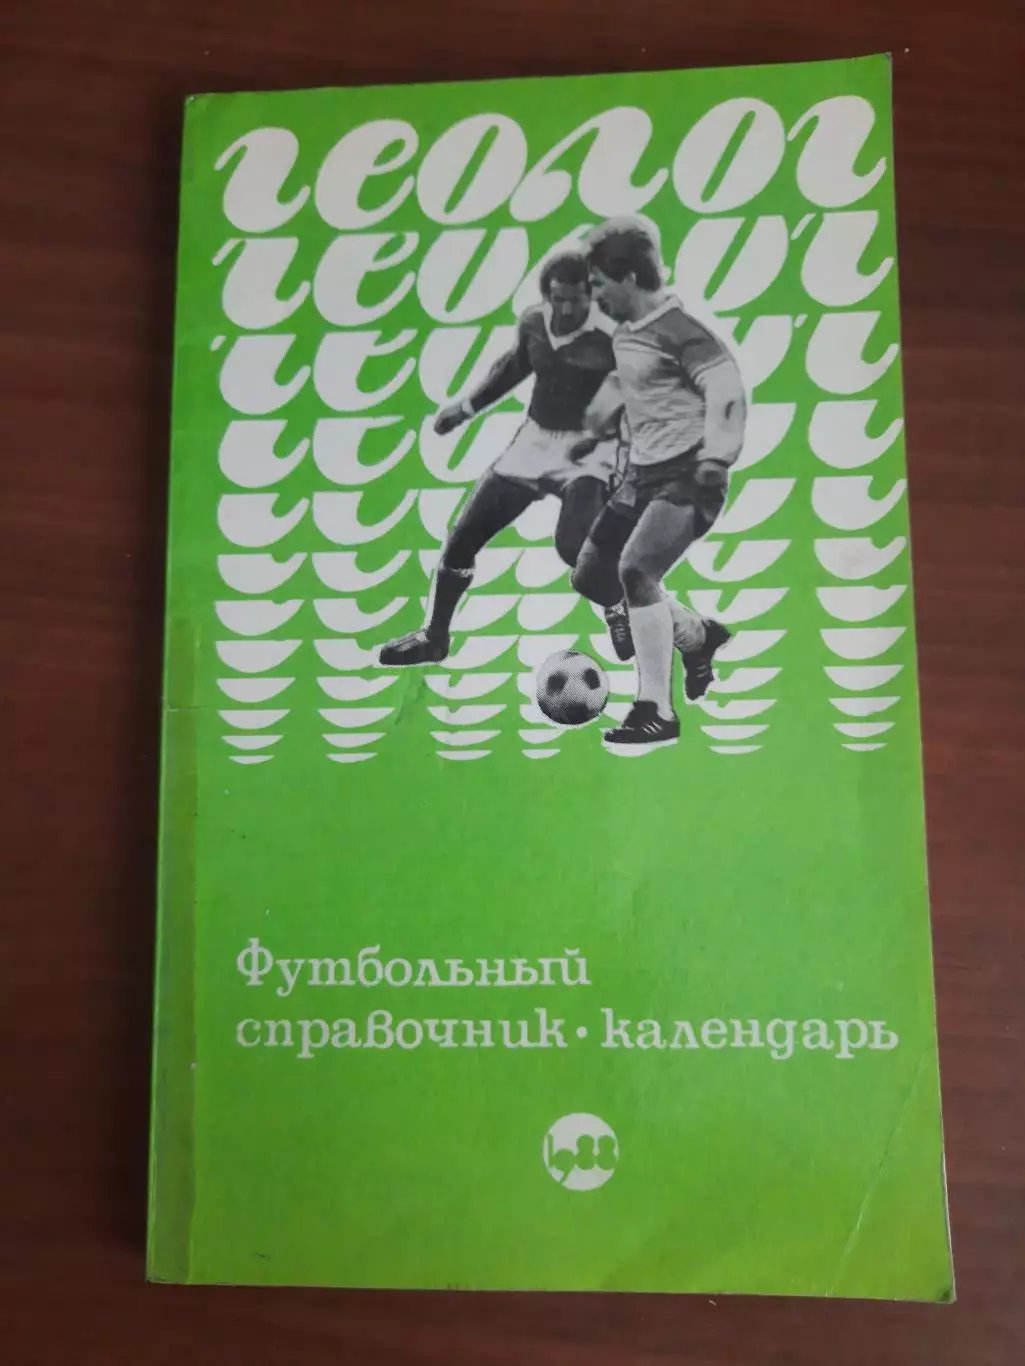 геолог
Футбольный
справочник • календарь
1988